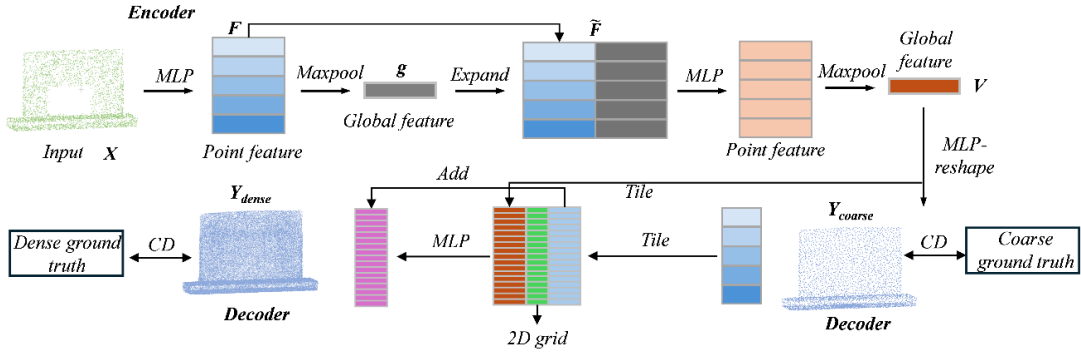 Encoder
F
F̃
MLP
Maxpool
g
Expand
MLP
Maxpool
Global
feature
V
Input X
Point feature
Global feature
Point feature
MLP-
reshape
Add
Tile
Y_dense
Y_coarse
Dense ground
truth
CD
MLP
Tile
CD
Coarse
ground truth
Decoder
Decoder
2D grid